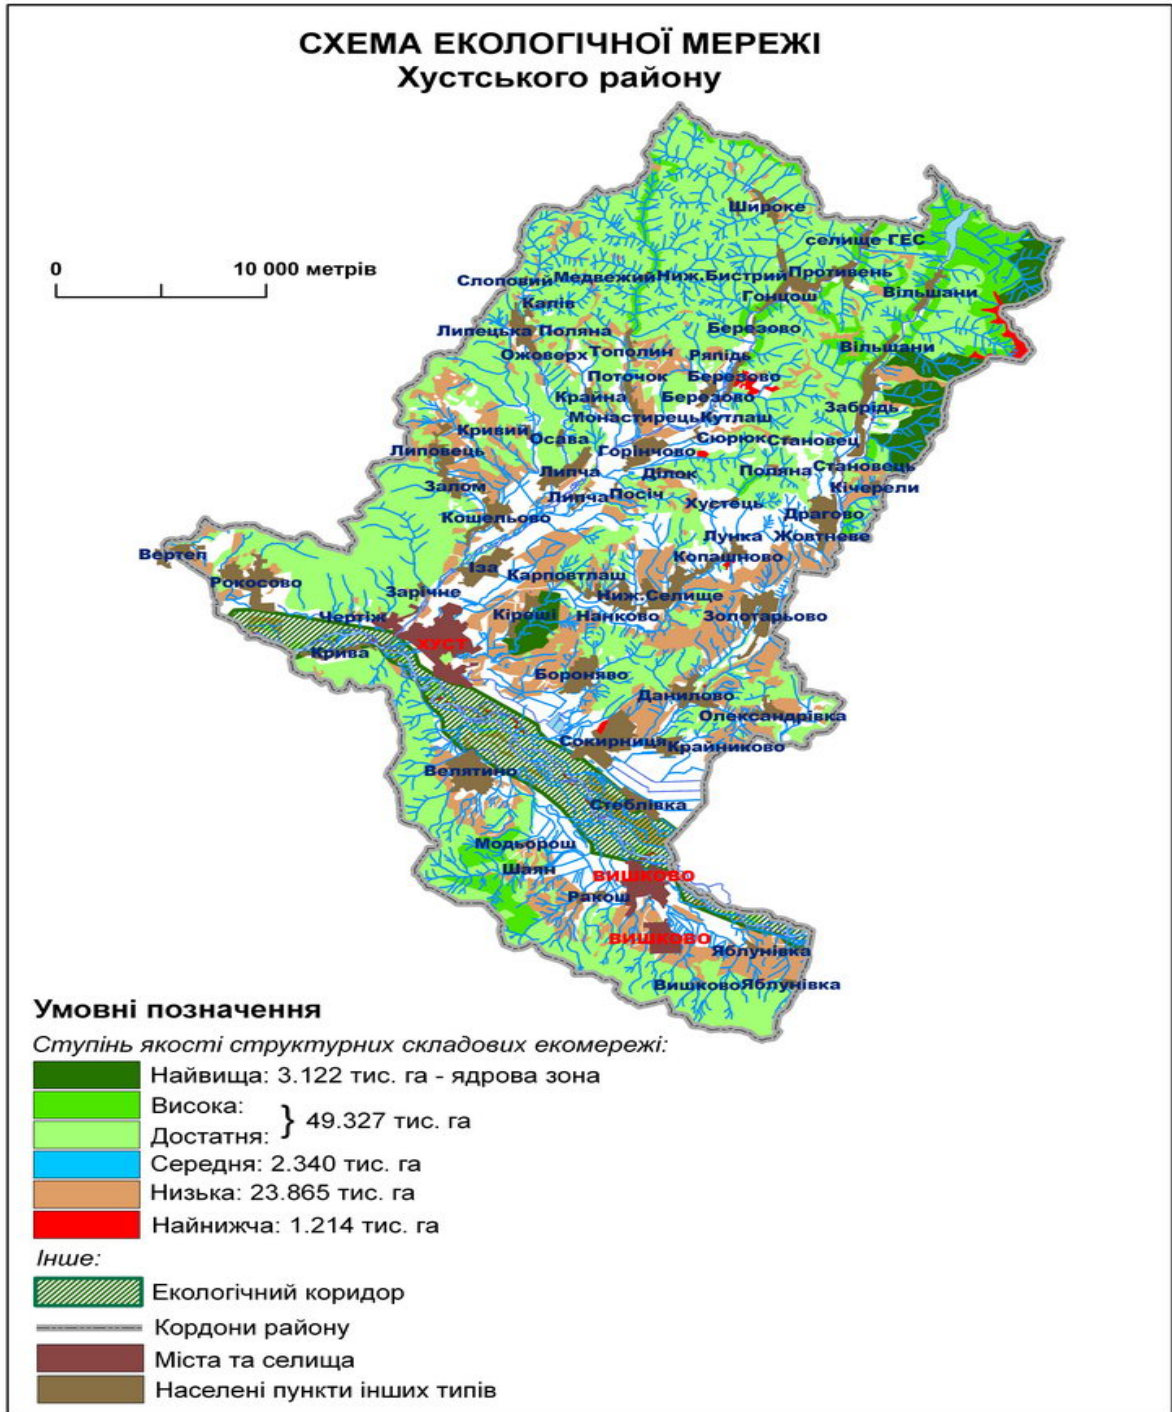 СХЕМА ЕКОЛОГІЧНОЇ МЕРЕЖІ
Хустського району
0 10 000 метрів
Широке
селище ГЕС
Слоповий Медвежий Ниж.Бистрий Противень
Гонцош Вільшани
Калів
Липецька Поляна Березово
Ожоверх Тополин Ряпідь Вільшани
Поточок Березово
Крайна Березово Забрідь
Монастирець Кутлаш
Кривий Осава Сюрюк Становец
Липовець Горінчово
Липча Ділок Поляна Становець
Залом Липча Посіч Кічерели
Кошельово Хустець Драгово
Лунка Жовтневе
Вертеп Копашново
Іза Карповтлаш
Рокосово Зарічне Ниж.Селище
Чертіж Кіреші Нанково Золотарьово
ХУСТ
Крива
Бороняво
Данилово
Олександрівка
Сокирниця Крайниково
Велятино
Стеблівка
Модьорош
Шаян ВИШКОВО
Ракош
ВИШКОВО
Яблунівка
Вишково Яблунівка
Умовні позначення
Ступінь якості структурних складових екомережі:
Найвища: 3.122 тис. га - ядрова зона
Висока:
} 49.327 тис. га
Достатня:
Середня: 2.340 тис. га
Низька: 23.865 тис. га
Найнижча: 1.214 тис. га
Інше:
Екологічний коридор
Кордони району
Міста та селища
Населені пункти інших типів